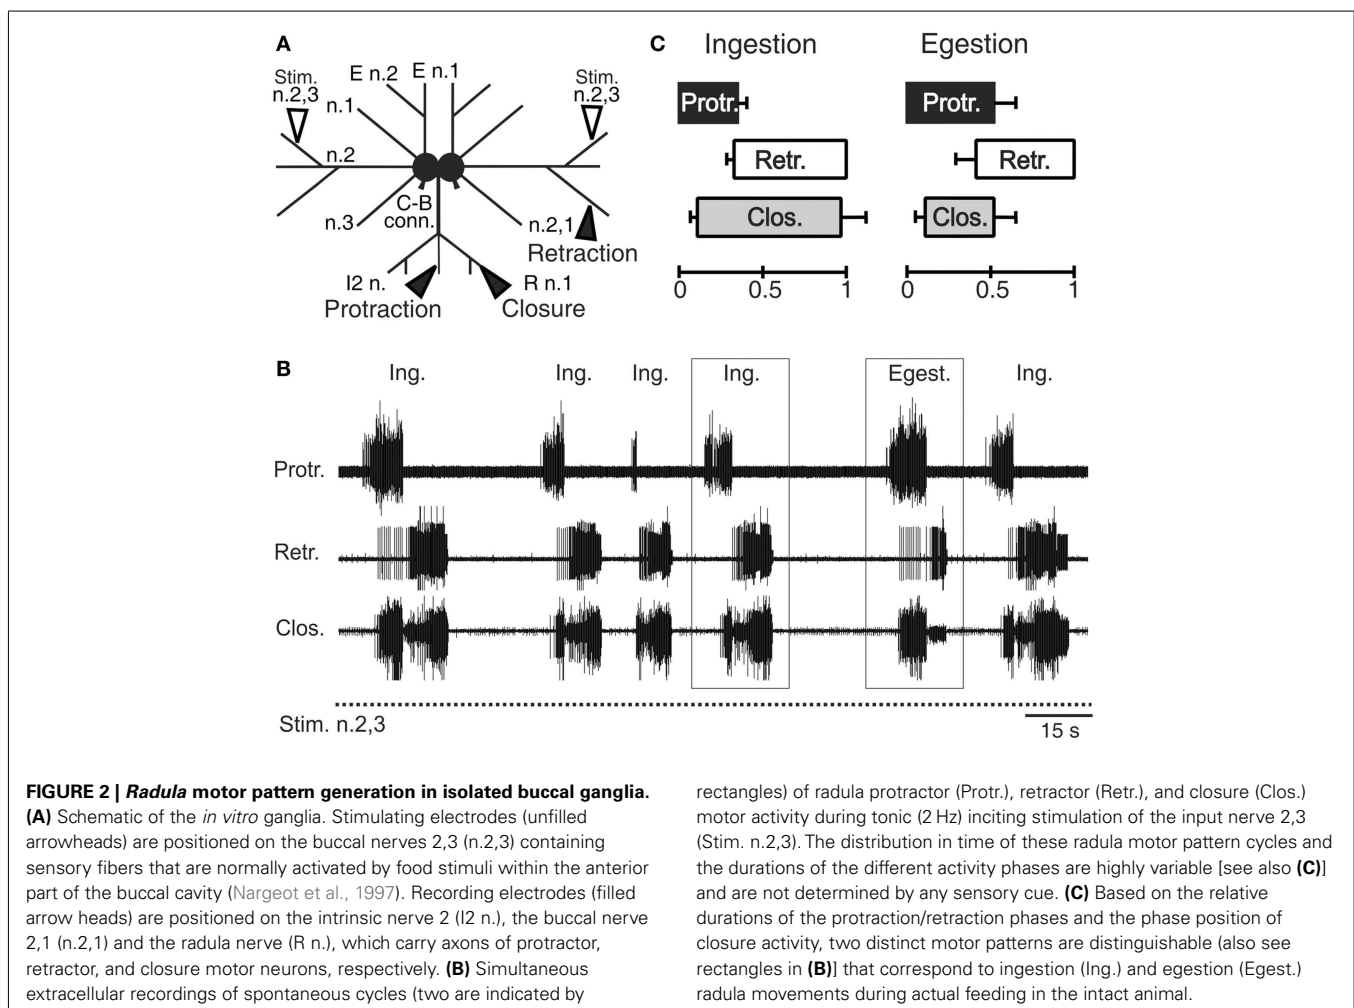 A
C
Ingestion
Egestion
Stim.
n.2,3
E n.2
E n.1
Stim.
n.2,3
n.1
n.2
C-B
conn.
n.3
n.2,1
Retraction
I2 n.
R n.1
Protraction
Closure
Protr.
Retr.
Clos.
0
0.5
1
Protr.
Retr.
Clos.
0
0.5
1
B
Ing.
Ing.
Ing.
Ing.
Egest.
Ing.
Protr.
Retr.
Clos.
Stim. n.2,3
15 s
FIGURE 2 | Radula motor pattern generation in isolated buccal ganglia.
(A) Schematic of the in vitro ganglia. Stimulating electrodes (unfilled
arrowheads) are positioned on the buccal nerves 2,3 (n.2,3) containing
sensory fibers that are normally activated by food stimuli within the anterior
part of the buccal cavity (Nargeot et al., 1997). Recording electrodes (filled
arrow heads) are positioned on the intrinsic nerve 2 (I2 n.), the buccal nerve
2,1 (n.2,1) and the radula nerve (R n.), which carry axons of protractor,
retractor, and closure motor neurons, respectively. (B) Simultaneous
extracellular recordings of spontaneous cycles (two are indicated by
rectangles) of radula protractor (Protr.), retractor (Retr.), and closure (Clos.)
motor activity during tonic (2 Hz) inciting stimulation of the input nerve 2,3
(Stim. n.2,3). The distribution in time of these radula motor pattern cycles and
the durations of the different activity phases are highly variable [see also (C)]
and are not determined by any sensory cue. (C) Based on the relative
durations of the protraction/retraction phases and the phase position of
closure activity, two distinct motor patterns are distinguishable (also see
rectangles in (B)] that correspond to ingestion (Ing.) and egestion (Egest.)
radula movements during actual feeding in the intact animal.